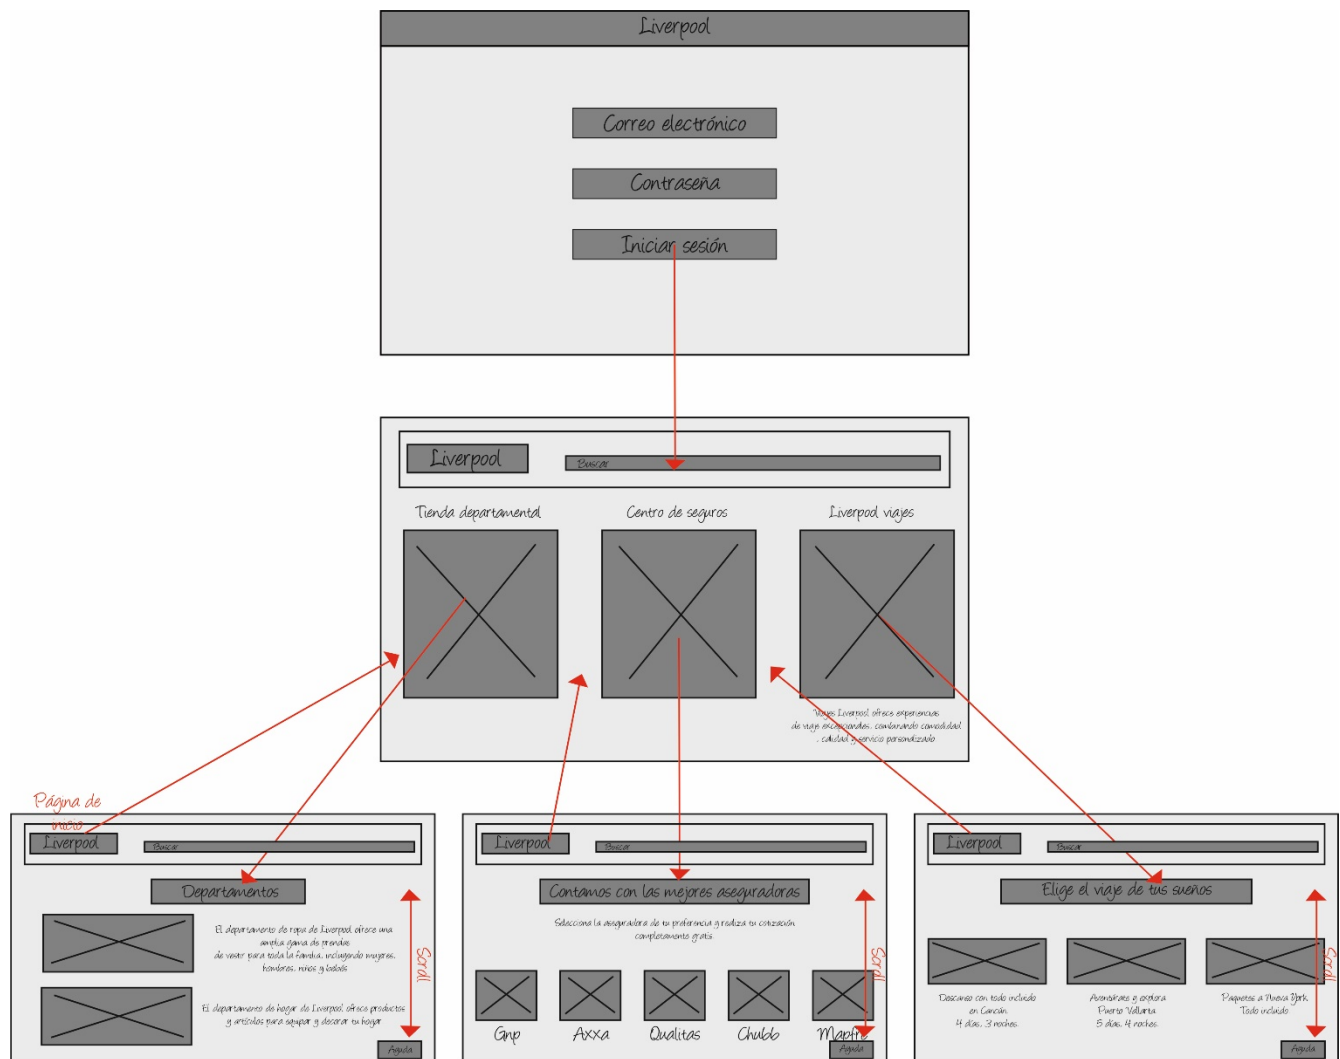 Liverpool
Correo electrónico
Contraseña
Iniciar sesión
Liverpool
Buscar
Tienda departamental
Centro de seguros
Liverpool viajes
Viajes Liverpool ofrece experiencias
de viaje excepcionales, combinando comodidad
, calidad y servicio personalizado
Página de
inicio
Liverpool
Buscar
Departamentos
El departamento de ropa de Liverpool ofrece una
amplia gama de prendas
de vestir para toda la familia, incluyendo mujeres,
hombres, niños y bebés
El departamento de hogar de Liverpool ofrece productos
y artículos para equipar y decorar tu hogar
Scroll
Ayuda
Liverpool
Buscar
Contamos con las mejores aseguradoras
Selecciona la aseguradora de tu preferencia y realiza tu cotización
completamente gratis
Gnp
Axxa
Qualitas
Chubb
Mapfre
Scroll
Ayuda
Liverpool
Buscar
Elige el viaje de tus sueños
Descanso con todo incluido
en Cancún
4 días, 3 noches
Aventúrate y explora
Puerto Vallarta
5 días, 4 noches
Paquetes a Nueva York
Todo incluido
Scroll
Ayuda